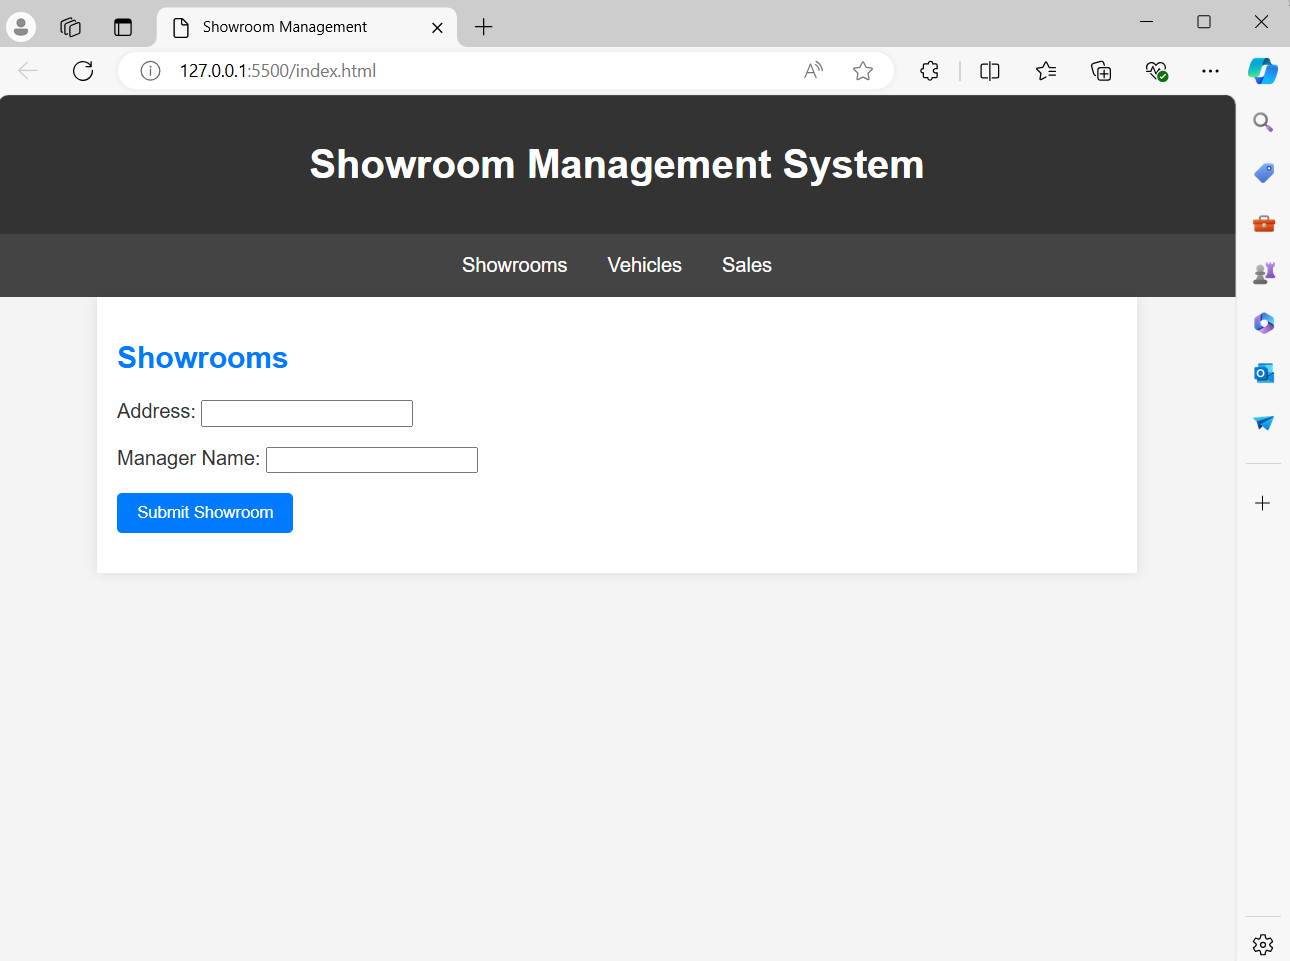 Showroom Management
127.0.0.1:5500/index.html
Showroom Management System
Showrooms Vehicles Sales
Showrooms
Address:
Manager Name:
Submit Showroom